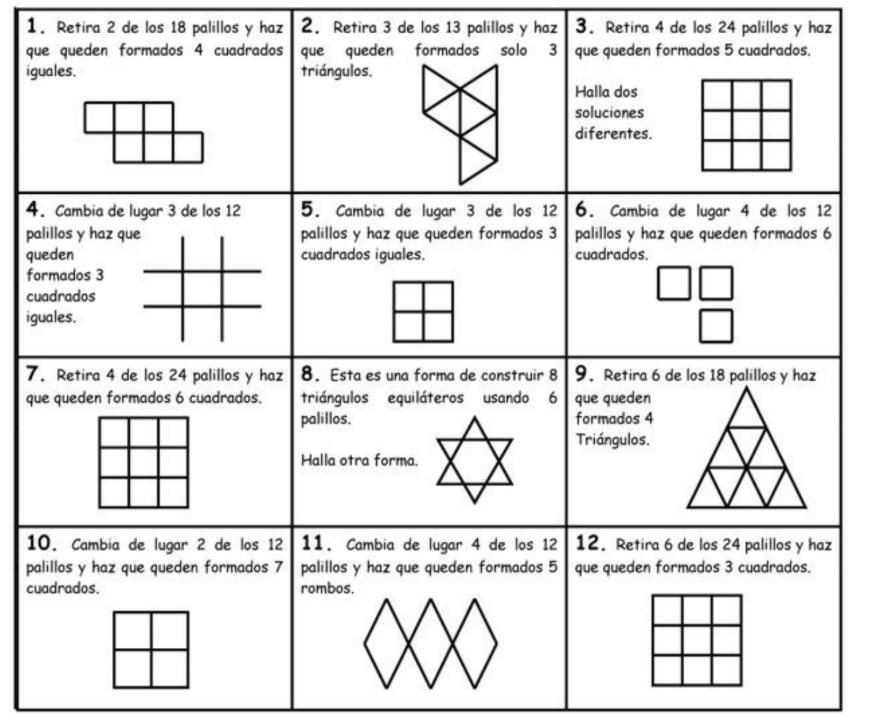 1. Retira 2 de los 18 palillos y haz
que queden formados 4 cuadrados
iguales.
2. Retira 3 de los 13 palillos y haz
que queden formados solo 3
triángulos.
3. Retira 4 de los 24 palillos y haz
que queden formados 5 cuadrados.
Halla dos
soluciones
diferentes.
4. Cambia de lugar 3 de los 12
palillos y haz que
queden
formados 3
cuadrados
iguales.
5. Cambia de lugar 3 de los 12
palillos y haz que queden formados 3
cuadrados iguales.
6. Cambia de lugar 4 de los 12
palillos y haz que queden formados 6
cuadrados.
7. Retira 4 de los 24 palillos y haz
que queden formados 6 cuadrados.
8. Esta es una forma de construir 8
triángulos equiláteros usando 6
palillos.
Halla otra forma.
9. Retira 6 de los 18 palillos y haz
que queden
formados 4
Triángulos.
10. Cambia de lugar 2 de los 12
palillos y haz que queden formados 7
cuadrados.
11. Cambia de lugar 4 de los 12
palillos y haz que queden formados 5
rombos.
12. Retira 6 de los 24 palillos y haz
que queden formados 3 cuadrados.